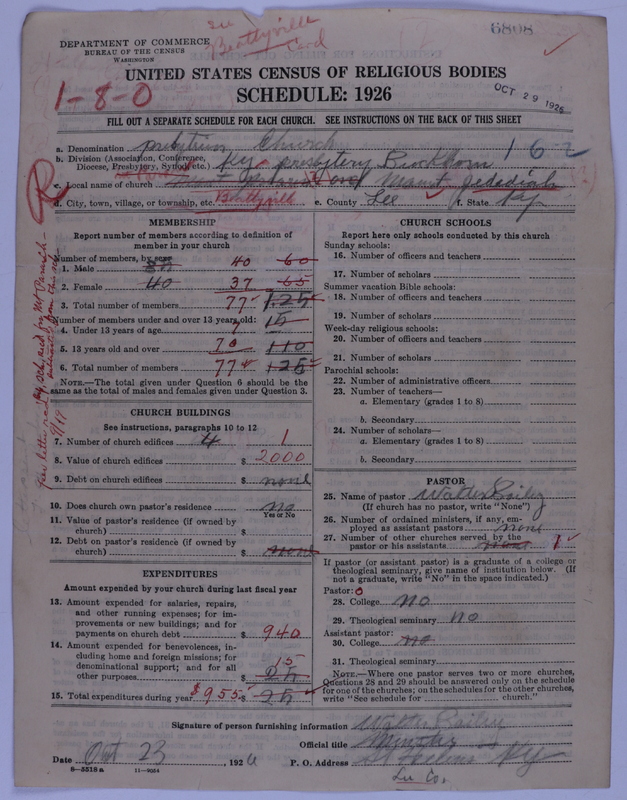 See
Beattyville
Card
6808
DEPARTMENT OF COMMERCE
BUREAU OF THE CENSUS
WASHINGTON
UNITED STATES CENSUS OF RELIGIOUS BODIES
SCHEDULE: 1926
OCT 29 1926
1-8-0
FILL OUT A SEPARATE SCHEDULE FOR EACH CHURCH. SEE INSTRUCTIONS ON THE BACK OF THIS SHEET
a. Denomination Church
b. Division (Association, Conference, Diocese, Presbytery, Synod, etc.) Ky presbytery 162
c. Local name of church
d. City, town, village, or township, etc. Beattyville e. County Lee f. State Ky
R
MEMBERSHIP
Report number of members according to definition of member in your church
Number of members, by sex:
1. Male 40 60
2. Female 40 37 65
3. Total number of members 77 125
Number of members under and over 13 years old:
4. Under 13 years of age 7 15
5. 13 years old and over 70 110
6. Total number of members 77 125
NOTE.—The total given under Question 6 should be the same as the total of males and females given under Question 3.
CHURCH BUILDINGS
See instructions, paragraphs 10 to 12
7. Number of church edifices 4 1
8. Value of church edifices $ 2000
9. Debt on church edifices $ none
10. Does church own pastor's residence no
Yes or No
11. Value of pastor's residence (if owned by church) $
12. Debt on pastor's residence (if owned by church) $ none
EXPENDITURES
Amount expended by your church during last fiscal year
13. Amount expended for salaries, repairs, and other running expenses; for improvements or new buildings; and for payments on church debt $ 940
14. Amount expended for benevolences, including home and foreign missions; for denominational support; and for all other purposes $ 15
15. Total expenditures during year $955
CHURCH SCHOOLS
Report here only schools conducted by this church
Sunday schools:
16. Number of officers and teachers
17. Number of scholars
Summer vacation Bible schools:
18. Number of officers and teachers
19. Number of scholars
Week-day religious schools:
20. Number of officers and teachers
21. Number of scholars
Parochial schools:
22. Number of administrative officers
23. Number of teachers—
a. Elementary (grades 1 to 8)
b. Secondary
24. Number of scholars—
a. Elementary (grades 1 to 8)
b. Secondary
PASTOR
25. Name of pastor Walter Bailey
(If church has no pastor, write "None")
26. Number of ordained ministers, if any, employed as assistant pastors none
27. Number of other churches served by the pastor or his assistants none 1
If pastor (or assistant pastor) is a graduate of a college or theological seminary, give name of institution below. (If not a graduate, write "No" in the space indicated.)
Pastor:
28. College no
29. Theological seminary no
Assistant pastor:
30. College no
31. Theological seminary
NOTE.—Where one pastor serves two or more churches, Questions 28 and 29 should be answered only on the schedule for one of the churches; on the schedules for the other churches, write "See schedule for church."
Signature of person furnishing information Walter Bailey
Official title Minister
Date Oct 23, 1926 P. O. Address St Helens Ky
Lee Co.
8—5518a 11—9054